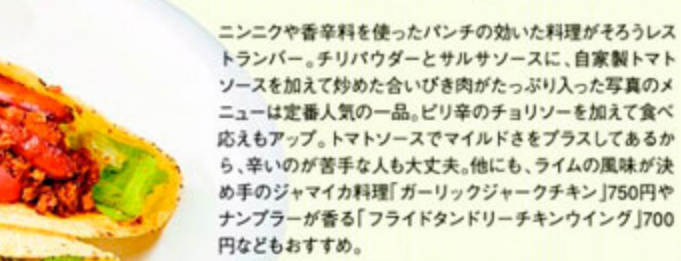 ニンニクや香辛料を使ったパンチの効いた料理がそろうレス
トランバー。チリパウダーとサルサソースに、自家製トマト
ソースを加えて炒めた合いびき肉がたっぷり入った写真のメ
ニューは定番人気の一品。ピリ辛のチョリソーを加えて食べ
応えもアップ。トマトソースでマイルドさをプラスしてあるか
ら、辛いのが苦手な人も大丈夫。他にも、ライムの風味が決
め手のジャマイカ料理「ガーリックジャークチキン」750円や
ナンプラーが香る「フライドタンドリーチキンウイング」700
円などもおすすめ。